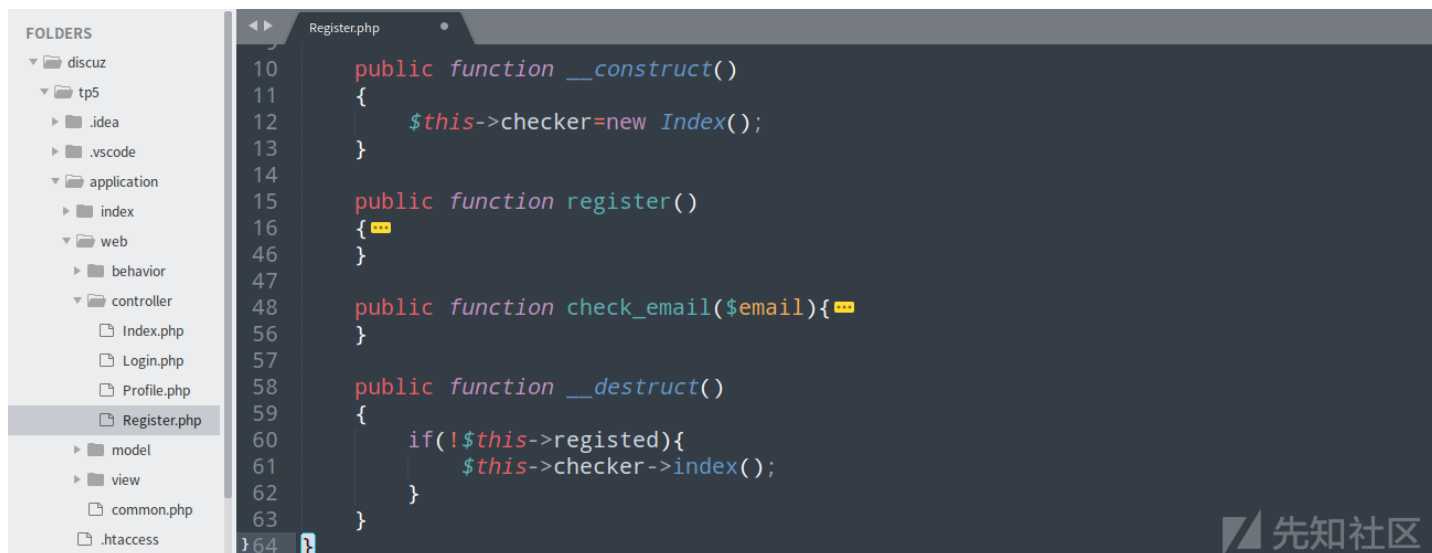 FOLDERS
discuz
tp5
.idea
.vscode
application
index
web
behavior
controller
Index.php
Login.php
Profile.php
Register.php
model
view
common.php
.htaccess
Register.php
10 public function __construct()
11 {
12 $this->checker=new Index();
13 }
14
15 public function register()
16 {
46 }
47
48 public function check_email($email){
56 }
57
58 public function __destruct()
59 {
60 if(!$this->registed){
61 $this->checker->index();
62 }
63 }
64 }
先知社区